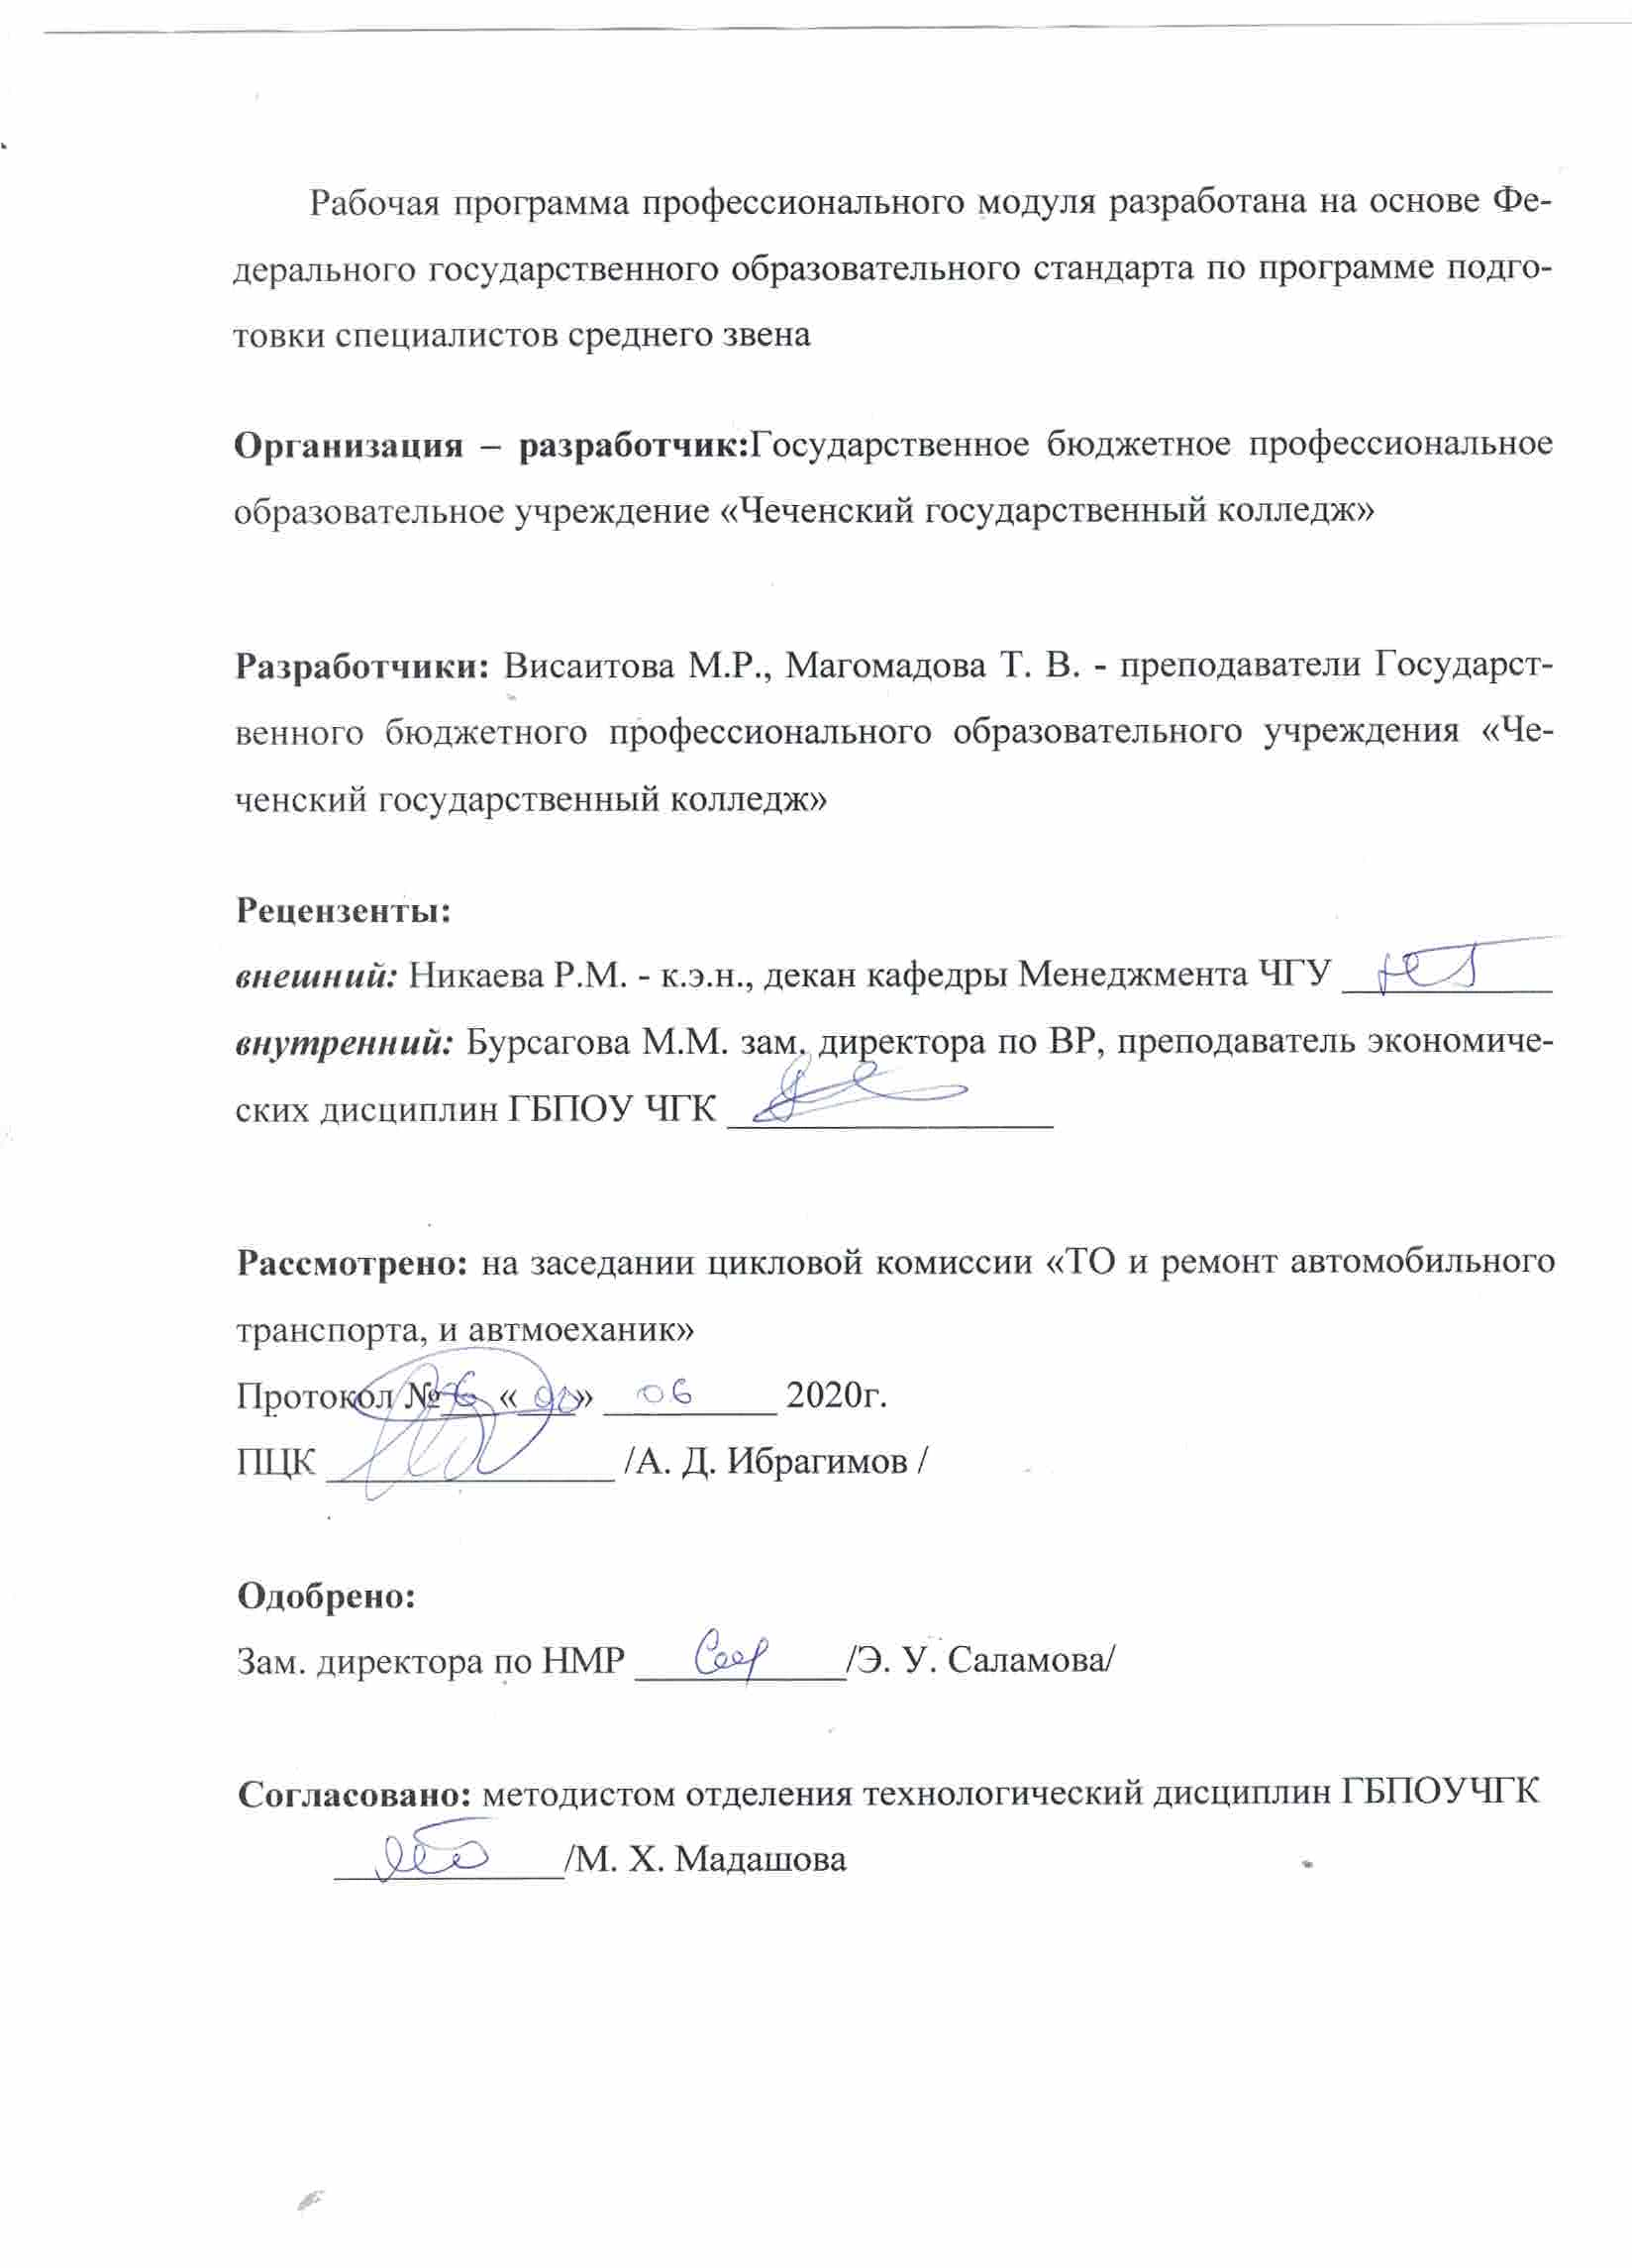 Рабочая программа профессионального модуля разработана на основе Фе-
дерального государственного образовательного стандарта по программе подго-
товки специалистов среднего звена
Организация – разработчик:Государственное бюджетное профессиональное
образовательное учреждение «Чеченский государственный колледж»
Разработчики: Висаитова М.Р., Магомадова Т. В. - преподаватели Государст-
венного бюджетного профессионального образовательного учреждения «Че-
ченский государственный колледж»
Рецензенты:
внешний: Никаева Р.М. - к.э.н., декан кафедры Менеджмента ЧГУ
внутренний: Бурсагова М.М. зам. директора по ВР, преподаватель экономиче-
ских дисциплин ГБПОУ ЧГК
Рассмотрено: на заседании цикловой комиссии «ТО и ремонт автомобильного
транспорта, и автмоеханик»
Протокол № « » 06 2020г.
ПЦК /А. Д. Ибрагимов /
Одобрено:
Зам. директора по НМР /Э. У. Саламова/
Согласовано: методистом отделения технологический дисциплин ГБПОУЧГК
/М. Х. Мадашова